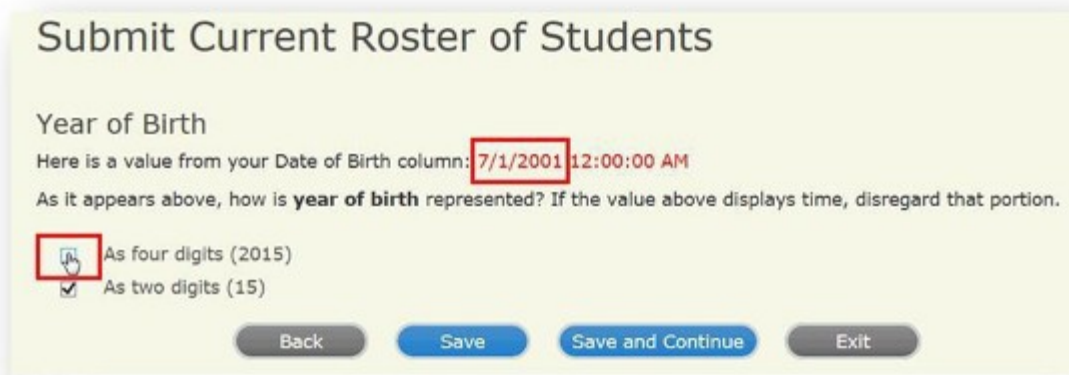 Submit Current Roster of Students
Year of Birth
Here is a value from your Date of Birth column: 7/1/2001 12:00:00 AM
As it appears above, how is year of birth represented? If the value above displays time, disregard that portion.
As four digits (2015)
As two digits (15)
Back Save Save and Continue Exit